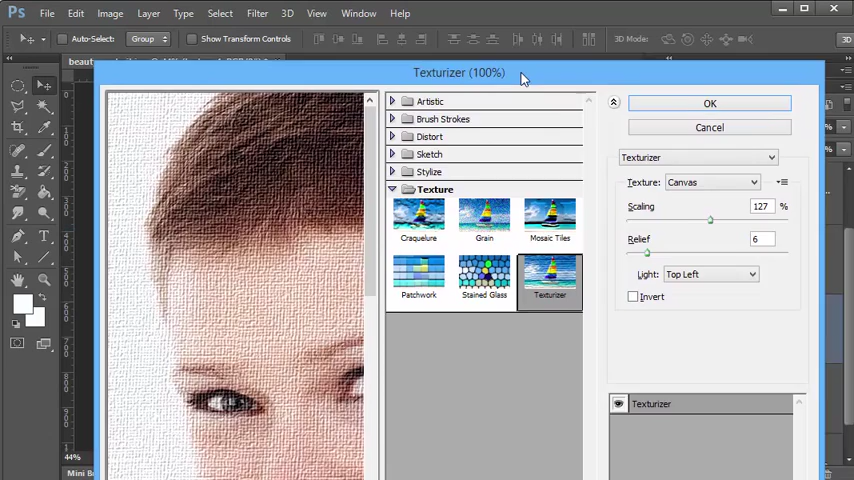 Ps File Edit Image Layer Type Select Filter 3D View Window Help
Auto-Select: Group Show Transform Controls 3D Mode: 3D
Texturizer (100%)
Artistic
Brush Strokes
Distort
Sketch
Stylize
Texture
Craquelure Grain Mosaic Tiles
Patchwork Stained Glass Texturizer
OK
Cancel
Texturizer
Texture: Canvas
Scaling 127 %
Relief 6
Light: Top Left
Invert
Texturizer
44%
Mini B